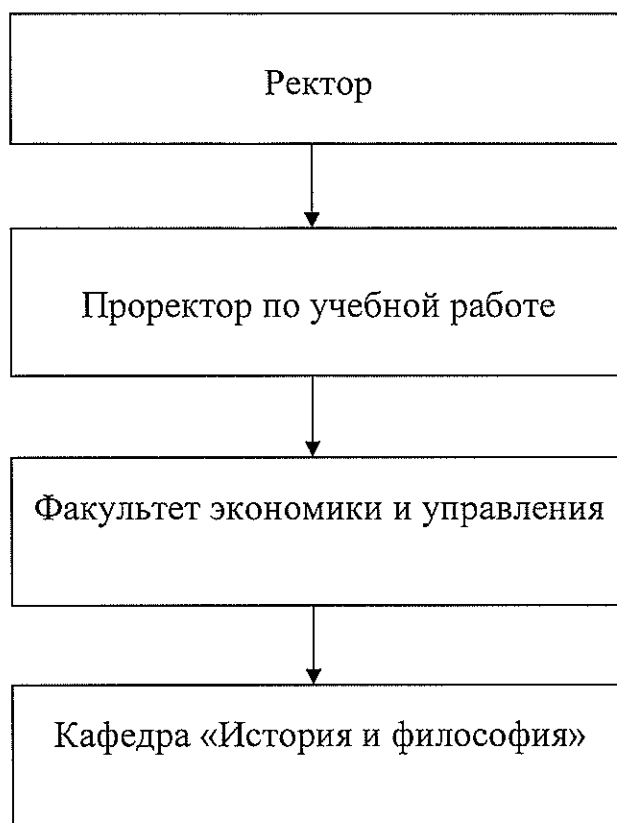 Ректор
Проректор по учебной работе
Факультет экономики и управления
Кафедра «История и философия»